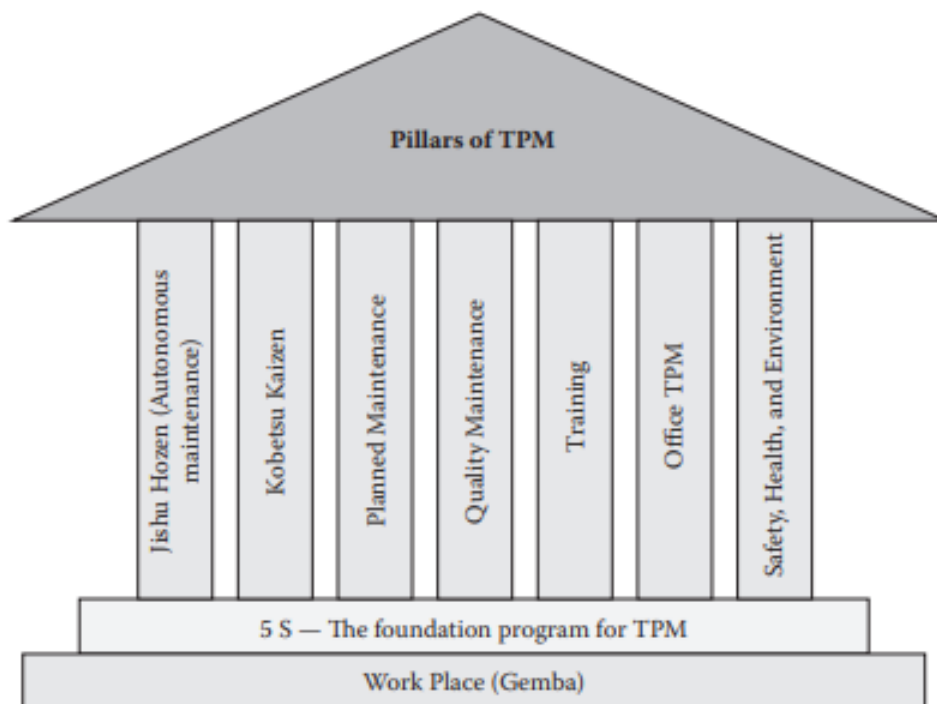 Pillars of TPM
Jishu Hozen (Autonomous
maintenance)
Kobetsu Kaizen
Planned Maintenance
Quality Maintenance
Training
Office TPM
Safety, Health, and Environment
5 S — The foundation program for TPM
Work Place (Gemba)